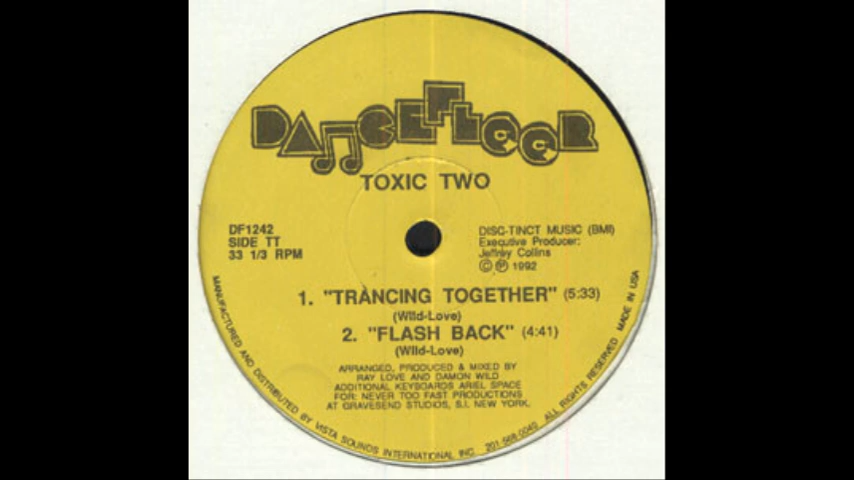 DANCEFLOOR
TOXIC TWO
DF1242
SIDE TT
33 1/3 RPM
DISC-TINCT MUSIC (BMI)
Executive Producer:
Jeffrey Collins
© ℗ 1992
1. "TRANCING TOGETHER" (5:33)
(Wild-Love)
2. "FLASH BACK" (4:41)
(Wild-Love)
ARRANGED, PRODUCED & MIXED BY
RAY LOVE AND DAMON WILD
ADDITIONAL KEYBOARDS ARIEL SPACE
FOR: NEVER TOO FAST PRODUCTIONS
AT GRAVESEND STUDIOS, S.I. NEW YORK.
MANUFACTURED AND DISTRIBUTED BY VISTA SOUNDS INTERNATIONAL INC. 201-568-0040 ALL RIGHTS RESERVED MADE IN USA